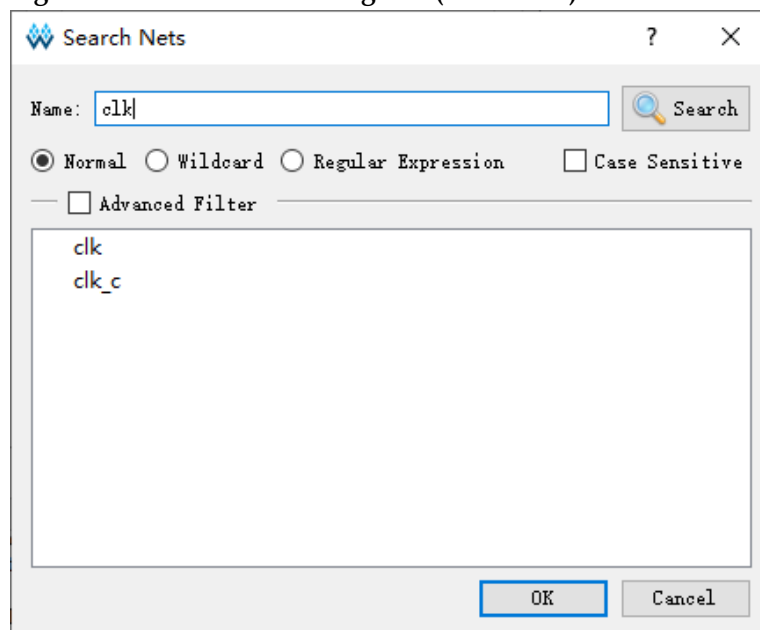 Search Nets ?
Name: clk Search
Normal Wildcard Regular Expression Case Sensitive
Advanced Filter
clk
clk_c
OK Cancel